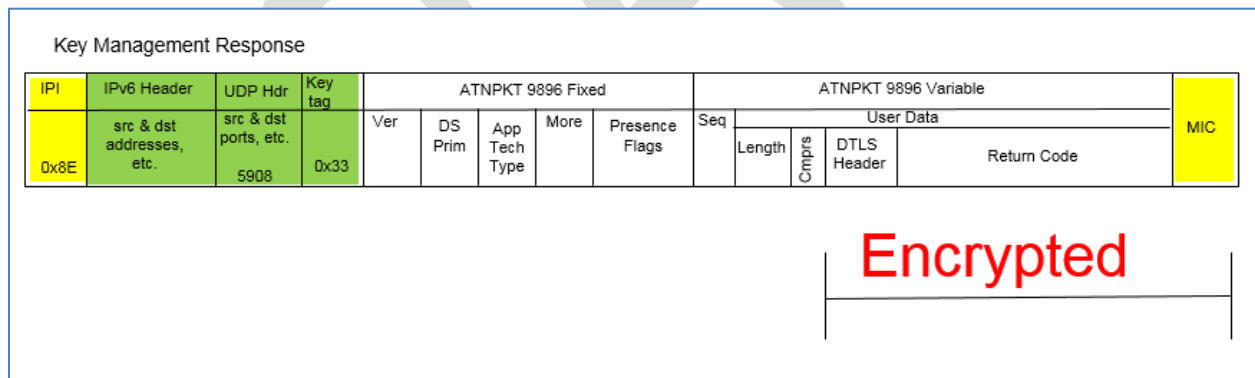 Key Management Response
IPI
IPv6 Header
UDP Hdr
Key
tag
ATNPKT 9896 Fixed
ATNPKT 9896 Variable
MIC
0x8E
src & dst
addresses,
etc.
src & dst
ports, etc.
5908
0x33
Ver
DS
Prim
App
Tech
Type
More
Presence
Flags
Seq
User Data
Length
Cmprs
DTLS
Header
Return Code
Encrypted